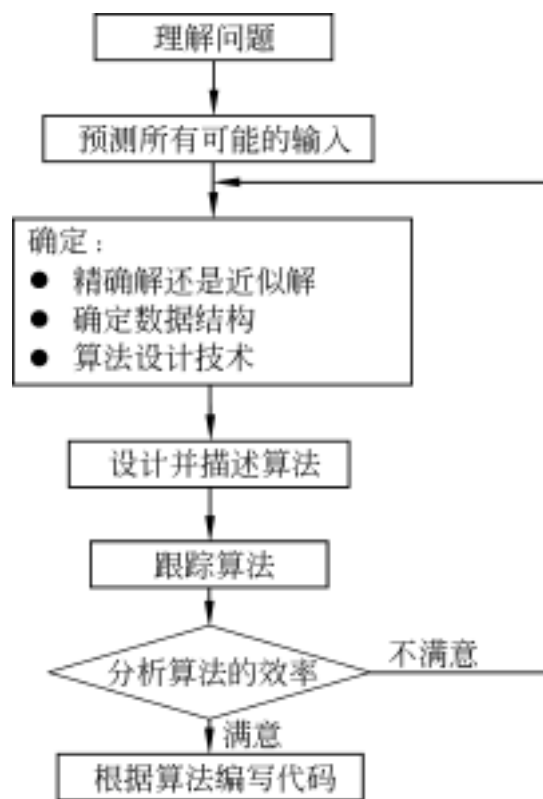 理解问题
预测所有可能的输入
确定：
● 精确解还是近似解
● 确定数据结构
● 算法设计技术
设计并描述算法
跟踪算法
分析算法的效率
不满意
满意
根据算法编写代码